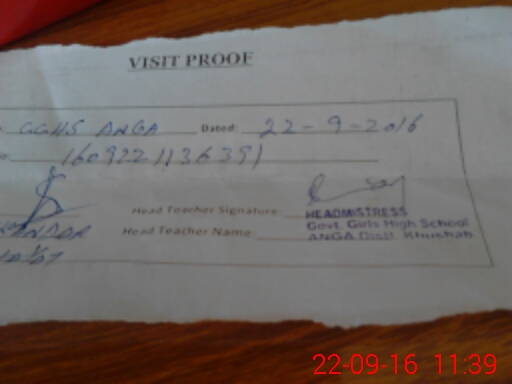 VISIT PROOF
GGHS ANGA Dated: 22-9-2016
1609221136391
Head Teacher Signature:
HEADMISTRESS
Head Teacher Name: Govt. Girls High School
ANGA Distt. Khushab
22-09-16 11:39